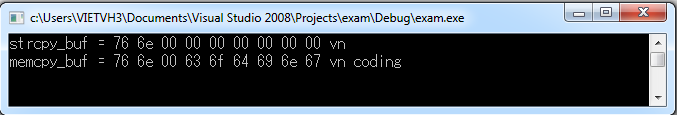 c:\Users\VIETVH3\Documents\Visual Studio 2008\Projects\exam\Debug\exam.exe
strcpy_buf = 76 6e 00 00 00 00 00 00 00 vn
memcpy_buf = 76 6e 00 63 6f 64 69 6e 67 vn coding